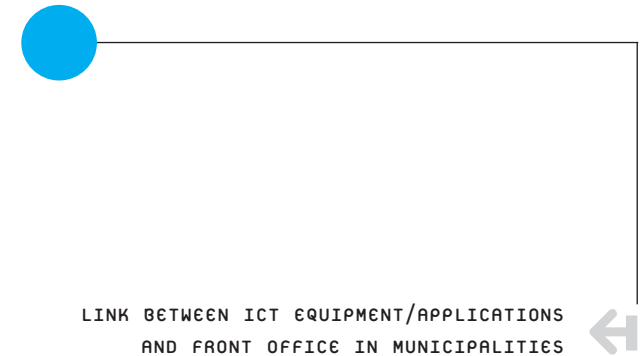 LINK BETWEEN ICT EQUIPMENT/APPLICATIONS
AND FRONT OFFICE IN MUNICIPALITIES